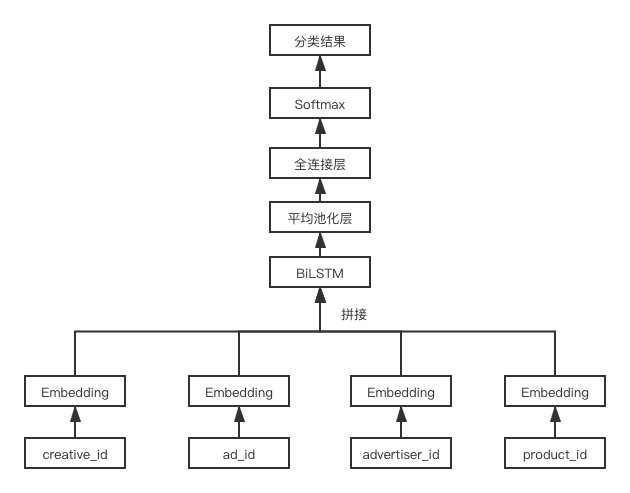 分类结果
Softmax
全连接层
平均池化层
BiLSTM
拼接
Embedding Embedding Embedding Embedding
creative_id ad_id advertiser_id product_id